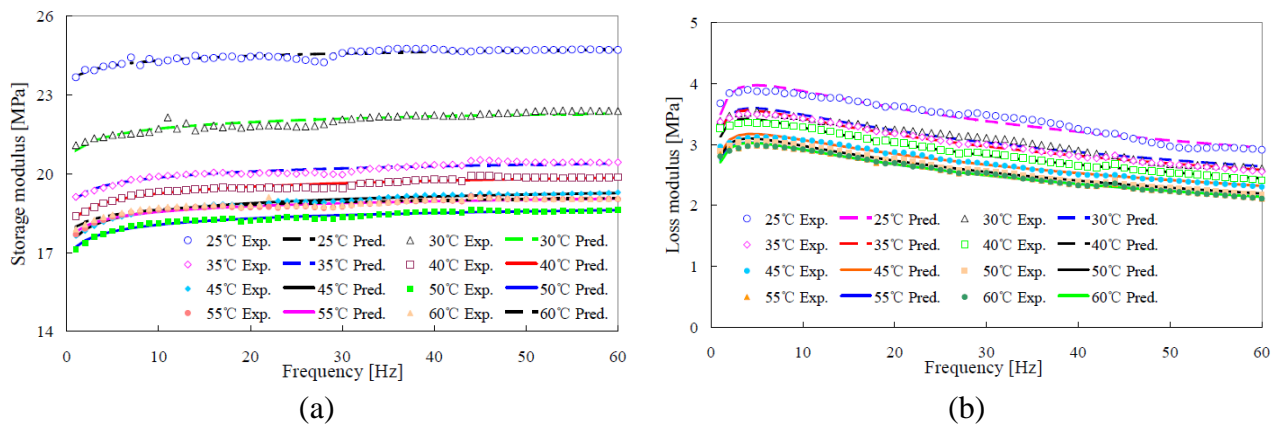 26
23
20
17
14
Storage modulus [MPa]
25℃ Exp. 25℃ Pred. 30℃ Exp. 30℃ Pred.
35℃ Exp. 35℃ Pred. 40℃ Exp. 40℃ Pred.
45℃ Exp. 45℃ Pred. 50℃ Exp. 50℃ Pred.
55℃ Exp. 55℃ Pred. 60℃ Exp. 60℃ Pred.
0 10 20 30 40 50 60
Frequency [Hz]
(a)
5
4
3
2
1
0
Loss modulus [MPa]
25℃ Exp. 25℃ Pred. 30℃ Exp. 30℃ Pred.
35℃ Exp. 35℃ Pred. 40℃ Exp. 40℃ Pred.
45℃ Exp. 45℃ Pred. 50℃ Exp. 50℃ Pred.
55℃ Exp. 55℃ Pred. 60℃ Exp. 60℃ Pred.
0 10 20 30 40 50 60
Frequency [Hz]
(b)